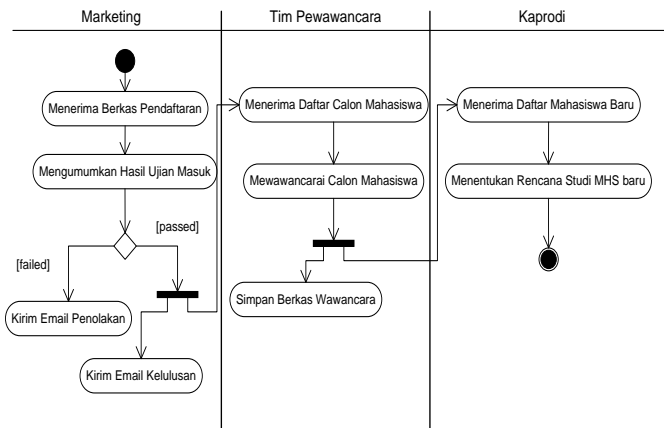 Marketing
Tim Pewawancara
Kaprodi
Menerima Berkas Pendaftaran
Menerima Daftar Calon Mahasiswa
Menerima Daftar Mahasiswa Baru
Mengumumkan Hasil Ujian Masuk
Mewawancarai Calon Mahasiswa
Menentukan Rencana Studi MHS baru
[passed]
[failed]
Simpan Berkas Wawancara
Kirim Email Penolakan
Kirim Email Kelulusan